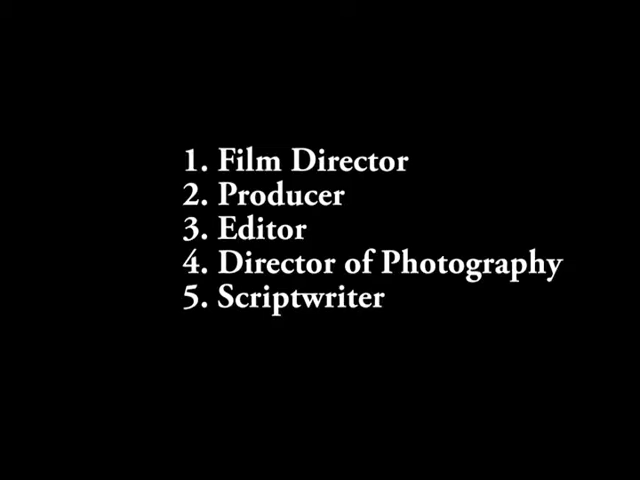 1. Film Director
2. Producer
3. Editor
4. Director of Photography
5. Scriptwriter